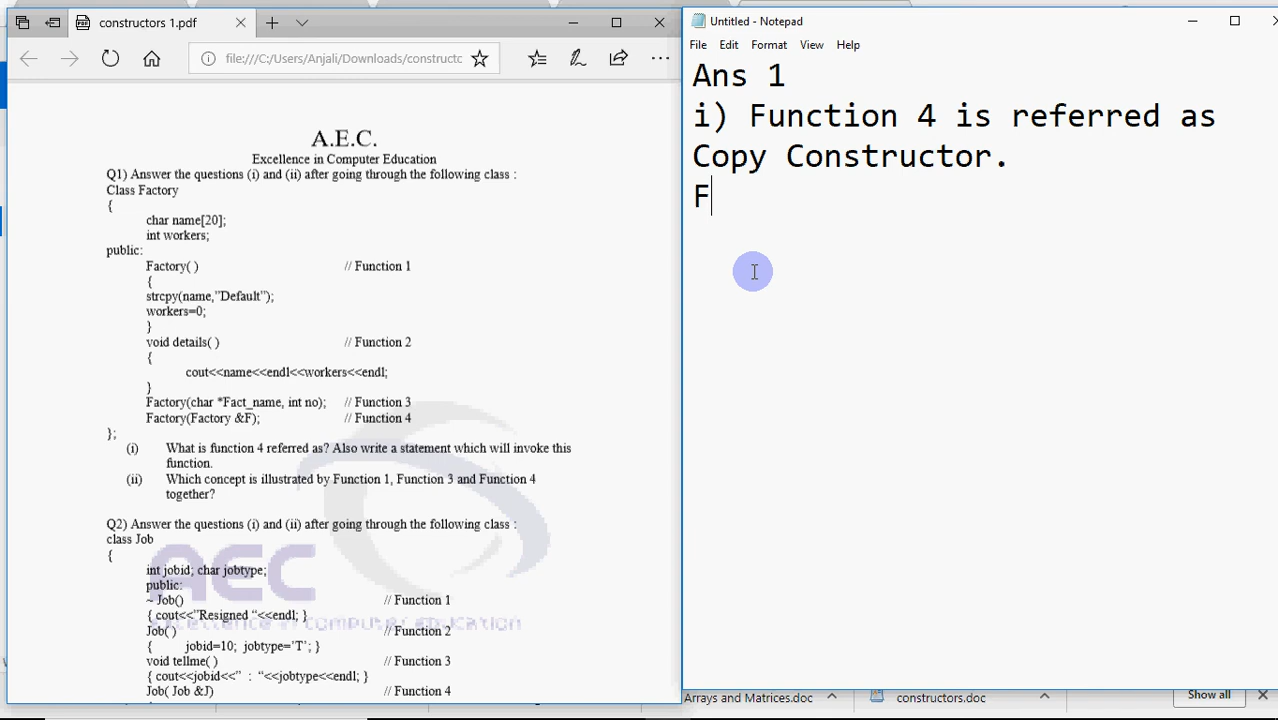 constructors 1.pdf
file:///C:/Users/Anjali/Downloads/constructc
A.E.C.
Excellence in Computer Education
Q1) Answer the questions (i) and (ii) after going through the following class :
Class Factory
{
char name[20];
int workers;
public:
Factory( ) // Function 1
{
strcpy(name,"Default");
workers=0;
}
void details( ) // Function 2
{
cout<<name<<endl<<workers<<endl;
}
Factory(char *Fact_name, int no); // Function 3
Factory(Factory &F); // Function 4
};
(i) What is function 4 referred as? Also write a statement which will invoke this
function.
(ii) Which concept is illustrated by Function 1, Function 3 and Function 4
together?
Q2) Answer the questions (i) and (ii) after going through the following class :
class Job
{
int jobid; char jobtype;
public:
~ Job() // Function 1
{ cout<<"Resigned "<<endl; }
Job( ) // Function 2
{ jobid=10; jobtype='T'; }
void tellme( ) // Function 3
{ cout<<jobid<<" : "<<jobtype<<endl; }
Job( Job &J) // Function 4
AEC
Excellence in computer education
Untitled - Notepad
File Edit Format View Help
Ans 1
i) Function 4 is referred as
Copy Constructor.
F
Arrays and Matrices.doc
constructors.doc
Show all